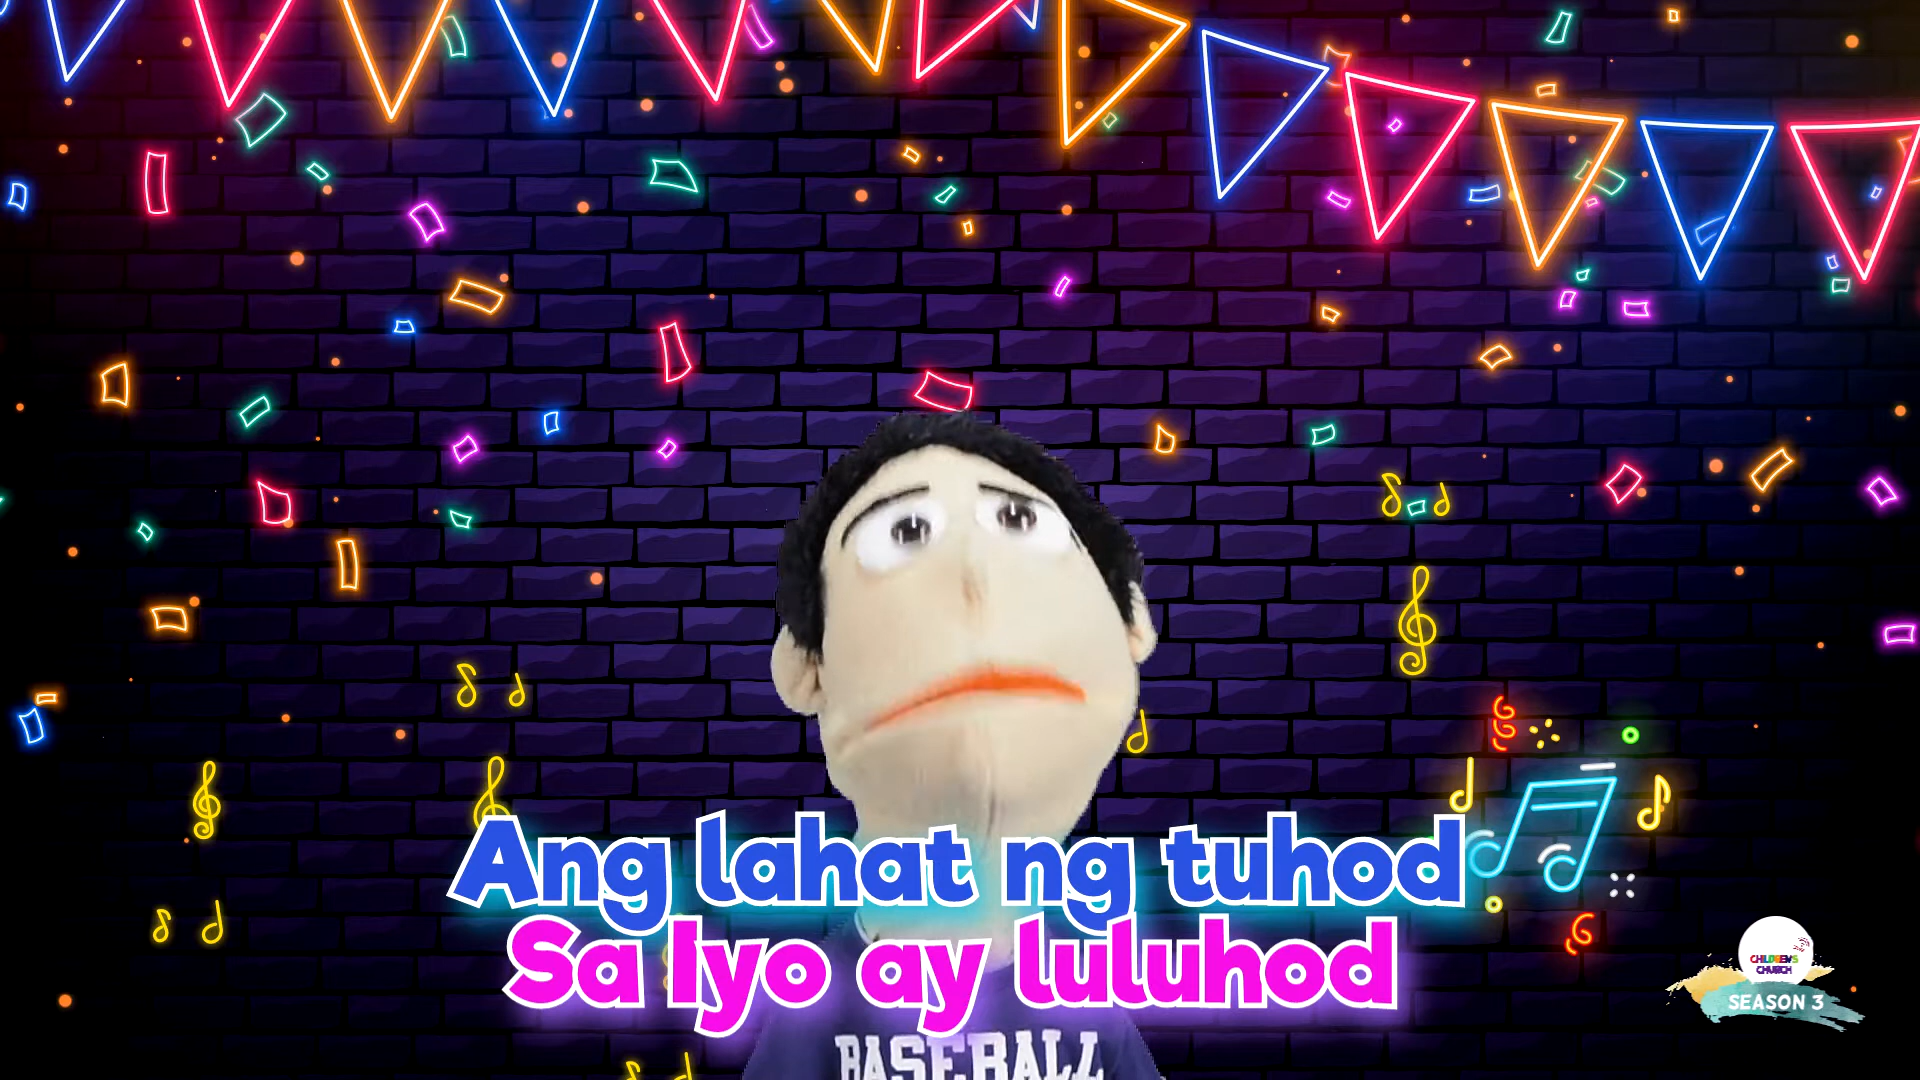 Ang lahat ng tuhod
Sa Iyo ay luluhod
BASEBALL
CHILDREN'S
CHURCH
SEASON 3